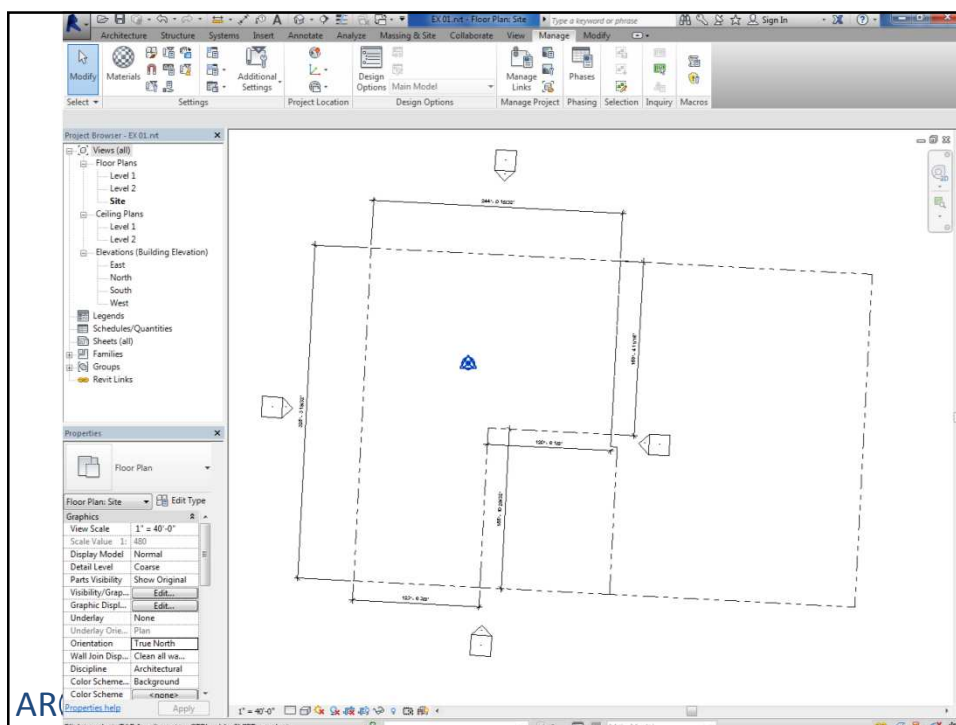 EX 01.rvt - Floor Plan: Site
Type a keyword or phrase
Sign In
Architecture Structure Systems Insert Annotate Analyze Massing & Site Collaborate View Manage Modify
Modify
Materials
Additional Settings
Design Options
Main Model
Manage Links
Phases
Select
Settings
Project Location
Design Options
Manage Project
Phasing
Selection
Inquiry
Macros
Project Browser - EX 01.rvt
Views (all)
Floor Plans
Level 1
Level 2
Site
Ceiling Plans
Level 1
Level 2
Elevations (Building Elevation)
East
North
South
West
Legends
Schedules/Quantities
Sheets (all)
Families
Groups
Revit Links
Properties
Floor Plan
Floor Plan: Site
Edit Type
Graphics
View Scale 1" = 40'-0"
Scale Value 1: 480
Display Model Normal
Detail Level Coarse
Parts Visibility Show Original
Visibility/Grap... Edit...
Graphic Displ... Edit...
Underlay None
Underlay Orie... Plan
Orientation True North
Wall Join Disp... Clean all wa...
Discipline Architectural
Color Scheme... Background
Color Scheme <none>
Properties help
Apply
1" = 40'-0"